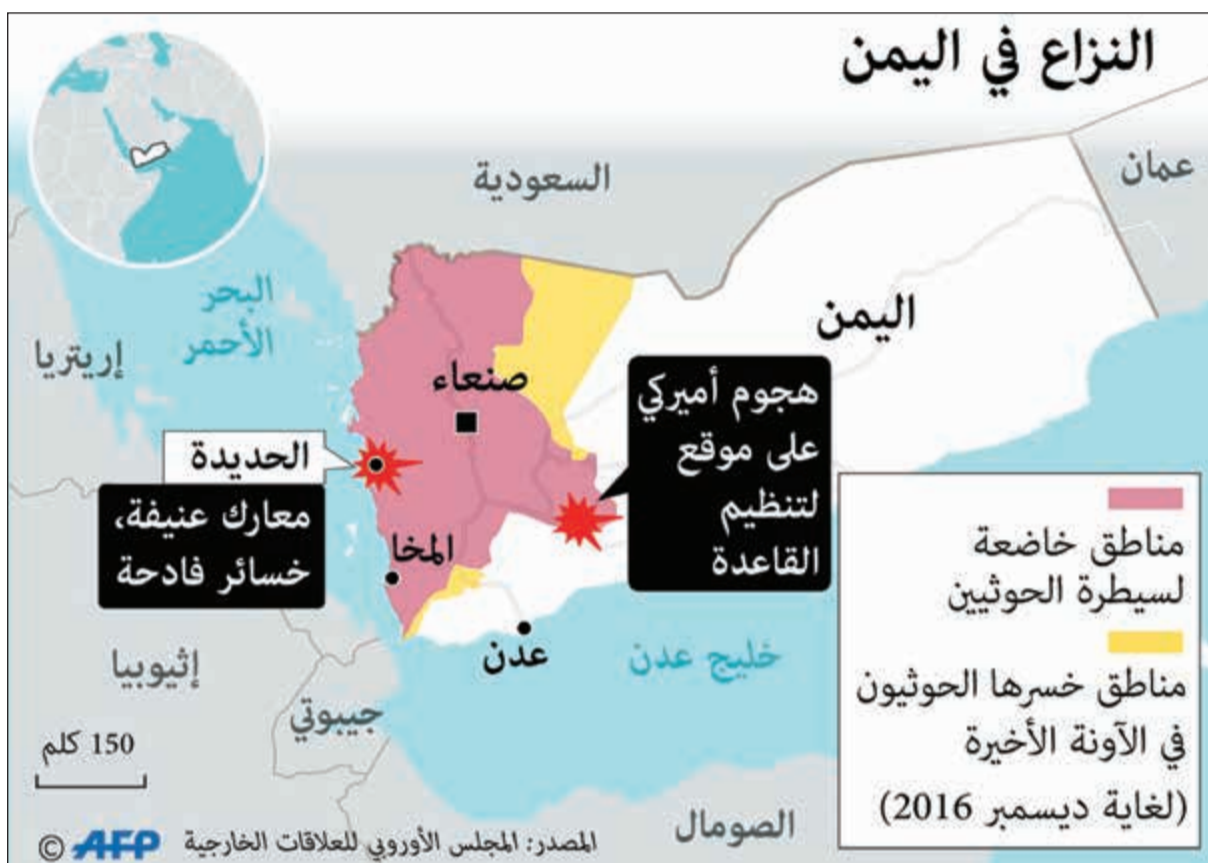 النزاع في اليمن
عمان
السعودية
البحر
الأحمر
إريتريا
اليمن
صنعاء
هجوم أميركي
على موقع
لتنظيم
القاعدة
الحديدة
معارك عنيفة،
خسائر فادحة
المخا
عدن
خليج عدن
إثيوبيا
جيبوتي
الصومال
مناطق خاضعة
لسيطرة الحوثيين
مناطق خسرها الحوثيون
في الآونة الأخيرة
(لغاية ديسمبر 2016)
150 كلم
المصدر: المجلس الأوروبي للعلاقات الخارجية
AFP ©